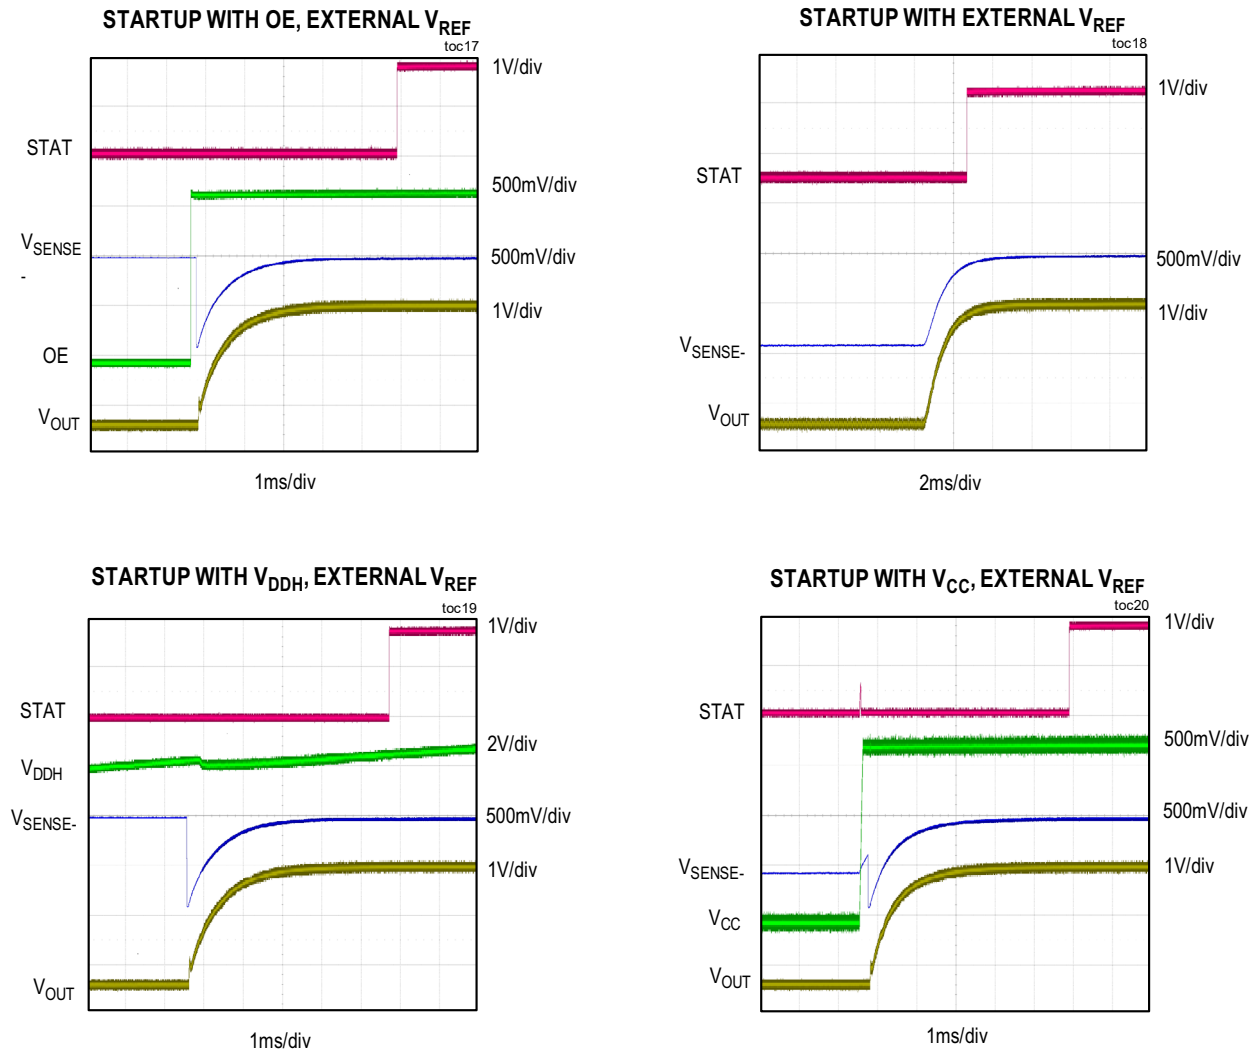 STARTUP WITH OE, EXTERNAL VREF
toc17
1V/div
STAT
500mV/div
VSENSE
-
500mV/div
1V/div
OE
VOUT
1ms/div
STARTUP WITH EXTERNAL VREF
toc18
1V/div
STAT
500mV/div
1V/div
VSENSE-
VOUT
2ms/div
STARTUP WITH VDDH, EXTERNAL VREF
toc19
1V/div
STAT
2V/div
VDDH
VSENSE-
500mV/div
1V/div
VOUT
1ms/div
STARTUP WITH VCC, EXTERNAL VREF
toc20
1V/div
STAT
500mV/div
500mV/div
VSENSE-
1V/div
VCC
VOUT
1ms/div